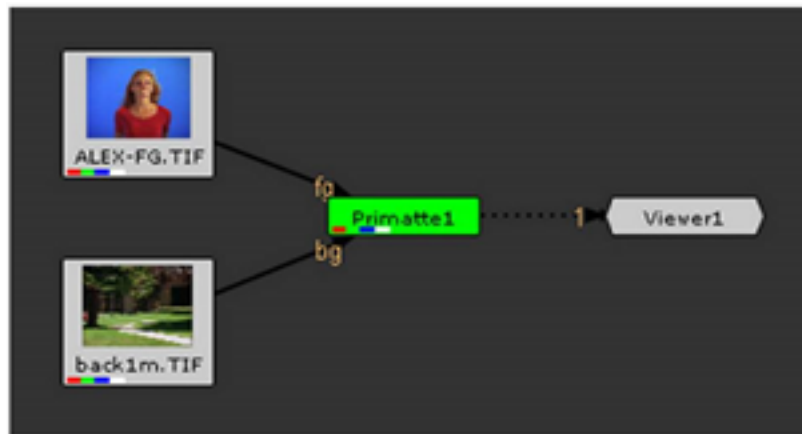 ALEX-FG.TIF
fg
Primatte1
1
Viewer1
bg
back1m.TIF